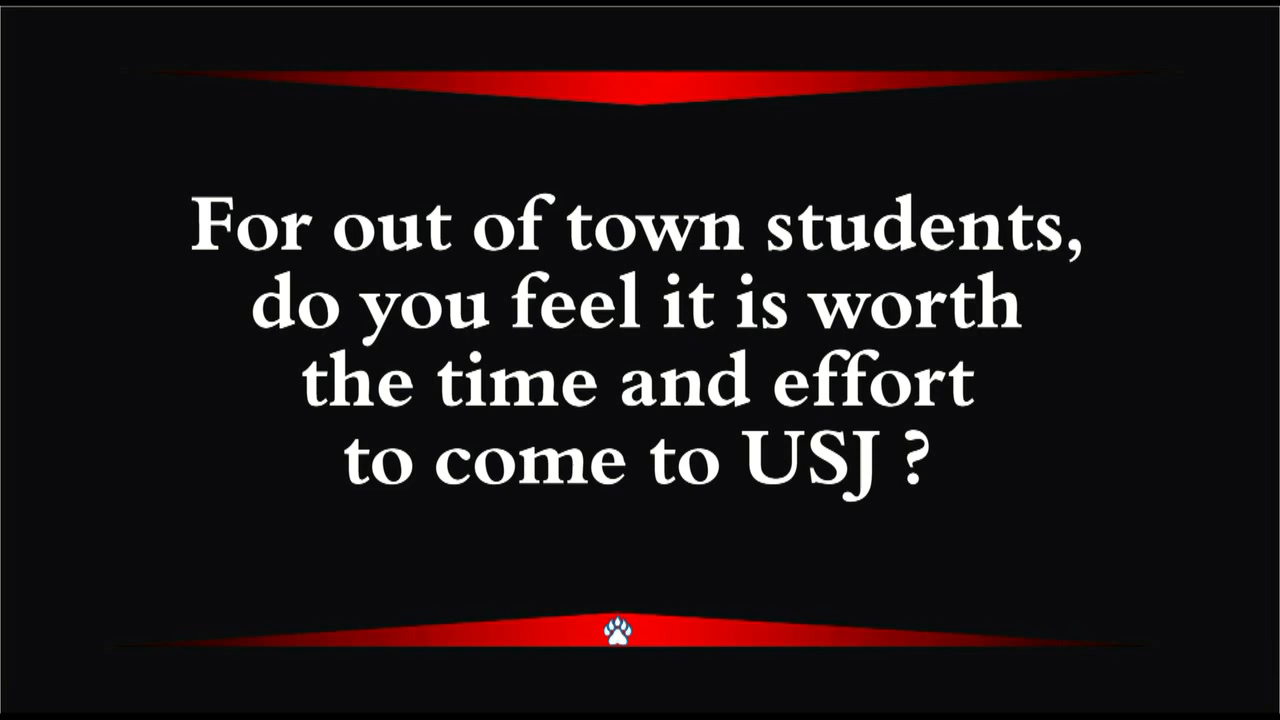 For out of town students,
do you feel it is worth
the time and effort
to come to USJ ?